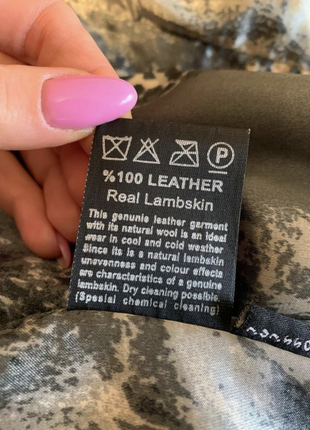 P
%100 LEATHER
Real Lambskin
This genunie leather garment
with its natural wool is an ideal
wear in cool and cold weather
Since its is a natural lambskin
unevenness and colour effects
are characteristics of a genuine
lambskin. Dry cleaning possible.
(Spesial chemical cleaning)